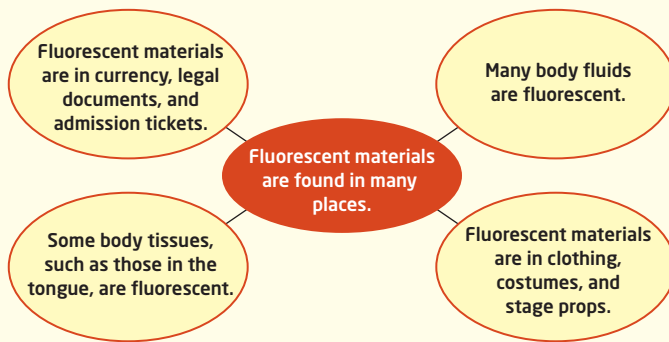 Fluorescent materials
are in currency, legal
documents, and
admission tickets.
Many body fluids
are fluorescent.
Fluorescent materials
are found in many
places.
Some body tissues,
such as those in the
tongue, are fluorescent.
Fluorescent materials
are in clothing,
costumes, and
stage props.